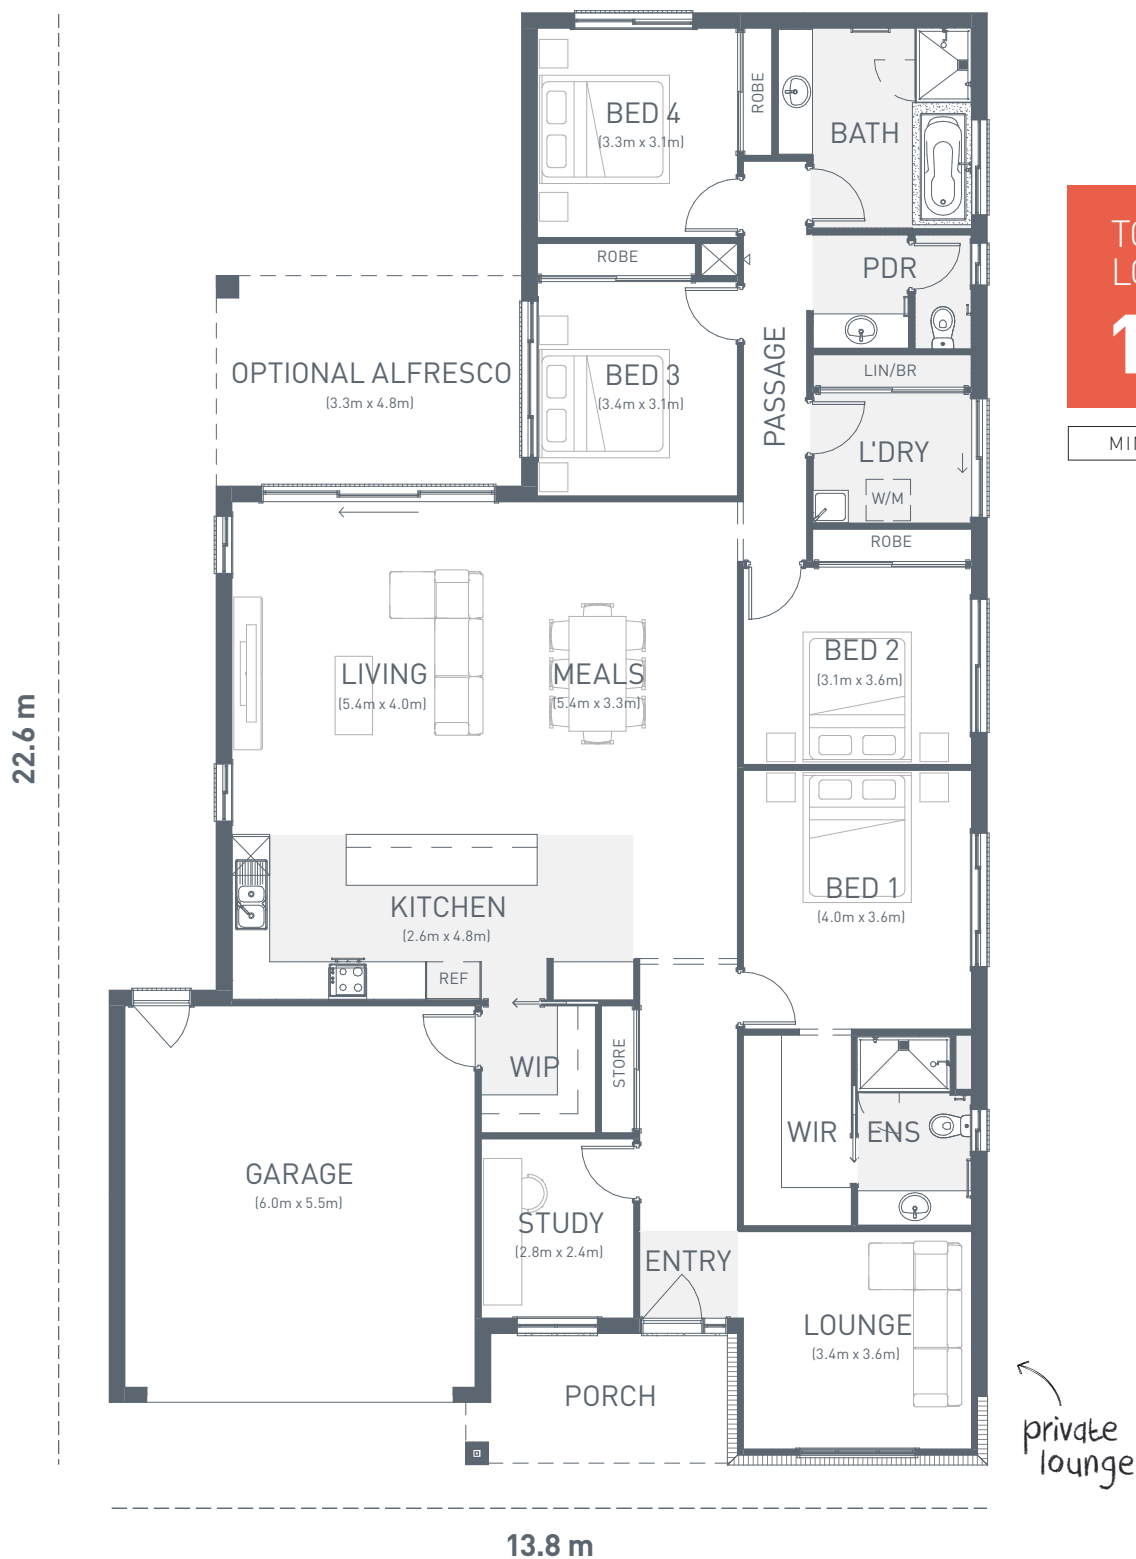 BED 4
(3.3m x 3.1m)
ROBE
BATH
ROBE
PDR
OPTIONAL ALFRESCO
(3.3m x 4.8m)
BED 3
(3.4m x 3.1m)
PASSAGE
LIN/BR
L'DRY
W/M
ROBE
LIVING
(5.4m x 4.0m)
MEALS
(5.4m x 3.3m)
BED 2
(3.1m x 3.6m)
22.6 m
BED 1
(4.0m x 3.6m)
KITCHEN
(2.6m x 4.8m)
REF
WIP
STORE
WIR
ENS
GARAGE
(6.0m x 5.5m)
STUDY
(2.8m x 2.4m)
ENTRY
LOUNGE
(3.4m x 3.6m)
PORCH
private
lounge
13.8 m